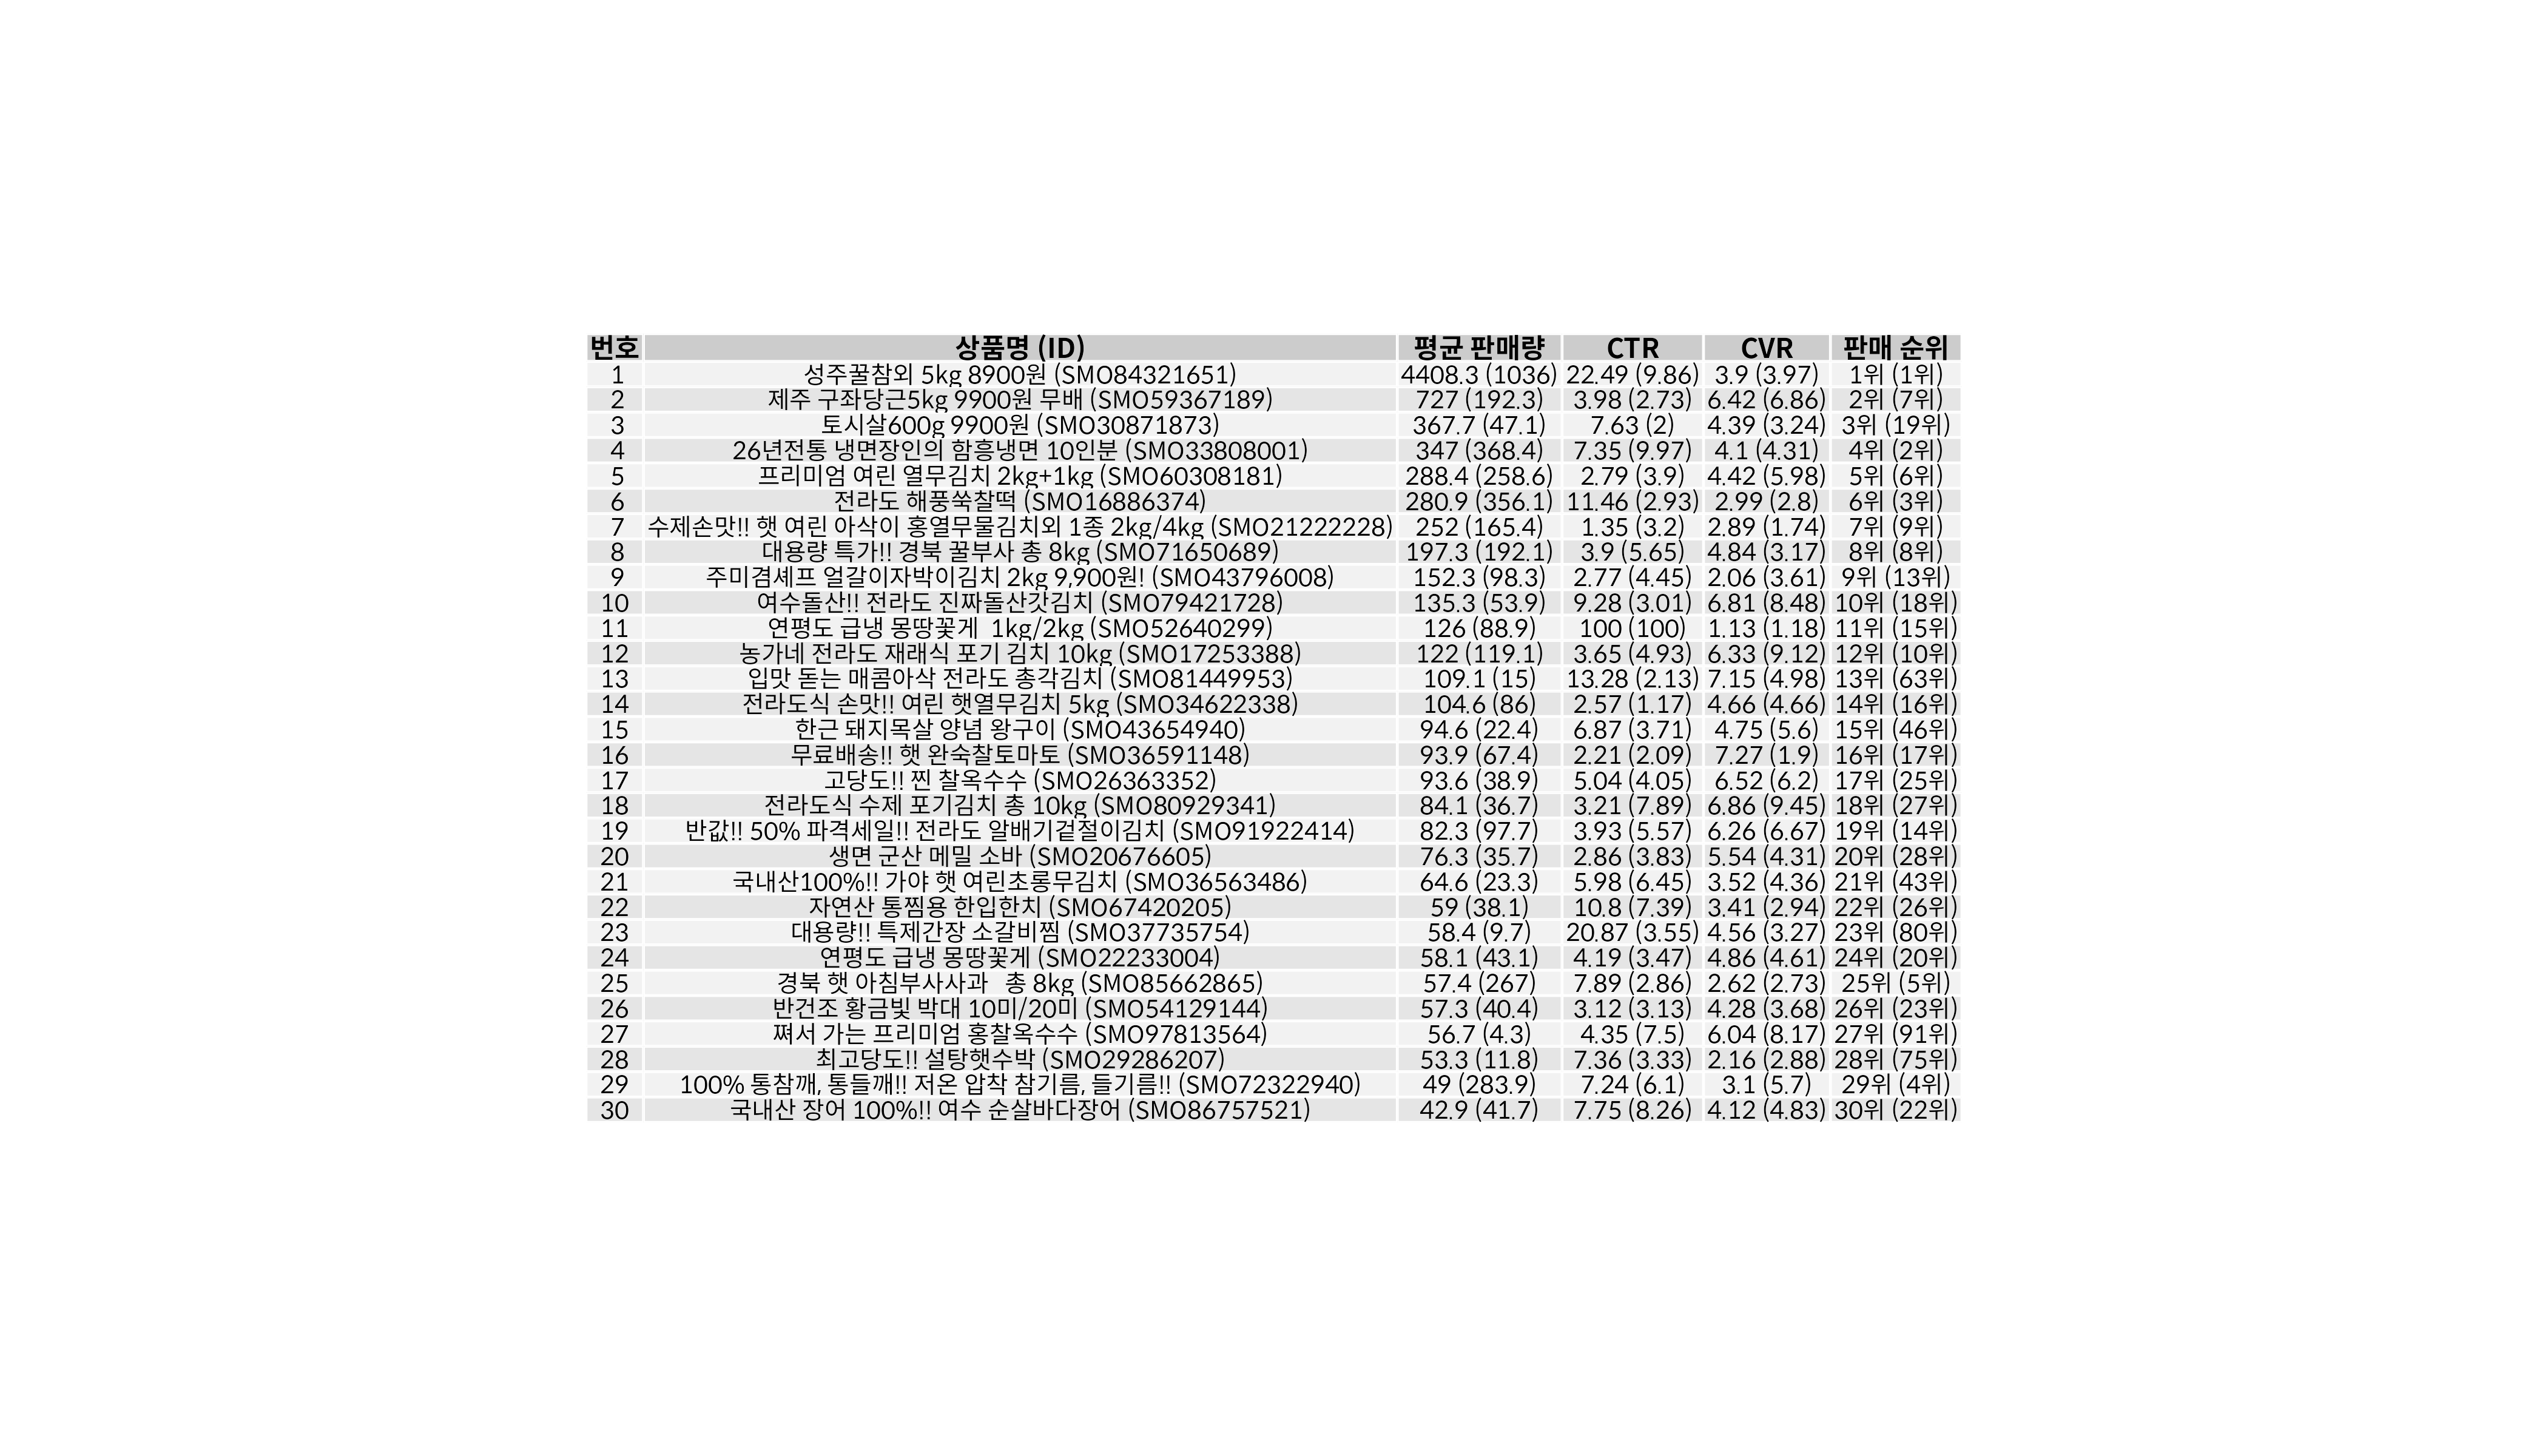 번호 상품명 (ID) 평균 판매량 CTR CVR 판매 순위
1 성주꿀참외 5kg 8900원 (SMO84321651) 4408.3 (1036) 22.49 (9.86) 3.9 (3.97) 1위 (1위)
2 제주 구좌당근5kg 9900원 무배 (SMO59367189) 727 (192.3) 3.98 (2.73) 6.42 (6.86) 2위 (7위)
3 토시살600g 9900원 (SMO30871873) 367.7 (47.1) 7.63 (2) 4.39 (3.24) 3위 (19위)
4 26년전통 냉면장인의 함흥냉면 10인분 (SMO33808001) 347 (368.4) 7.35 (9.97) 4.1 (4.31) 4위 (2위)
5 프리미엄 여린 열무김치 2kg+1kg (SMO60308181) 288.4 (258.6) 2.79 (3.9) 4.42 (5.98) 5위 (6위)
6 전라도 해풍쑥찰떡 (SMO16886374) 280.9 (356.1) 11.46 (2.93) 2.99 (2.8) 6위 (3위)
7 수제손맛!! 햇 여린 아삭이 홍열무물김치외 1종 2kg/4kg (SMO21222228) 252 (165.4) 1.35 (3.2) 2.89 (1.74) 7위 (9위)
8 대용량 특가!! 경북 꿀부사 총 8kg (SMO71650689) 197.3 (192.1) 3.9 (5.65) 4.84 (3.17) 8위 (8위)
9 주미겸셰프 얼갈이자박이김치 2kg 9,900원! (SMO43796008) 152.3 (98.3) 2.77 (4.45) 2.06 (3.61) 9위 (13위)
10 여수돌산!! 전라도 진짜돌산갓김치 (SMO79421728) 135.3 (53.9) 9.28 (3.01) 6.81 (8.48) 10위 (18위)
11 연평도 급냉 몽땅꽃게  1kg/2kg (SMO52640299) 126 (88.9) 100 (100) 1.13 (1.18) 11위 (15위)
12 농가네 전라도 재래식 포기 김치 10kg (SMO17253388) 122 (119.1) 3.65 (4.93) 6.33 (9.12) 12위 (10위)
13 입맛 돋는 매콤아삭 전라도 총각김치 (SMO81449953) 109.1 (15) 13.28 (2.13) 7.15 (4.98) 13위 (63위)
14 전라도식 손맛!! 여린 햇열무김치 5kg (SMO34622338) 104.6 (86) 2.57 (1.17) 4.66 (4.66) 14위 (16위)
15 한근 돼지목살 양념 왕구이 (SMO43654940) 94.6 (22.4) 6.87 (3.71) 4.75 (5.6) 15위 (46위)
16 무료배송!! 햇 완숙찰토마토 (SMO36591148) 93.9 (67.4) 2.21 (2.09) 7.27 (1.9) 16위 (17위)
17 고당도!! 찐 찰옥수수 (SMO26363352) 93.6 (38.9) 5.04 (4.05) 6.52 (6.2) 17위 (25위)
18 전라도식 수제 포기김치 총 10kg (SMO80929341) 84.1 (36.7) 3.21 (7.89) 6.86 (9.45) 18위 (27위)
19 반값!! 50% 파격세일!! 전라도 알배기겉절이김치 (SMO91922414) 82.3 (97.7) 3.93 (5.57) 6.26 (6.67) 19위 (14위)
20 생면 군산 메밀 소바 (SMO20676605) 76.3 (35.7) 2.86 (3.83) 5.54 (4.31) 20위 (28위)
21 국내산100%!! 가야 햇 여린초롱무김치 (SMO36563486) 64.6 (23.3) 5.98 (6.45) 3.52 (4.36) 21위 (43위)
22 자연산 통찜용 한입한치 (SMO67420205) 59 (38.1) 10.8 (7.39) 3.41 (2.94) 22위 (26위)
23 대용량!! 특제간장 소갈비찜 (SMO37735754) 58.4 (9.7) 20.87 (3.55) 4.56 (3.27) 23위 (80위)
24 연평도 급냉 몽땅꽃게 (SMO22233004) 58.1 (43.1) 4.19 (3.47) 4.86 (4.61) 24위 (20위)
25 경북 햇 아침부사사과  총 8kg (SMO85662865) 57.4 (267) 7.89 (2.86) 2.62 (2.73) 25위 (5위)
26 반건조 황금빛 박대 10미/20미 (SMO54129144) 57.3 (40.4) 3.12 (3.13) 4.28 (3.68) 26위 (23위)
27 쪄서 가는 프리미엄 홍찰옥수수 (SMO97813564) 56.7 (4.3) 4.35 (7.5) 6.04 (8.17) 27위 (91위)
28 최고당도!! 설탕햇수박 (SMO29286207) 53.3 (11.8) 7.36 (3.33) 2.16 (2.88) 28위 (75위)
29 100% 통참깨, 통들깨!! 저온 압착 참기름, 들기름!! (SMO72322940) 49 (283.9) 7.24 (6.1) 3.1 (5.7) 29위 (4위)
30 국내산 장어 100%!! 여수 순살바다장어 (SMO86757521) 42.9 (41.7) 7.75 (8.26) 4.12 (4.83) 30위 (22위)